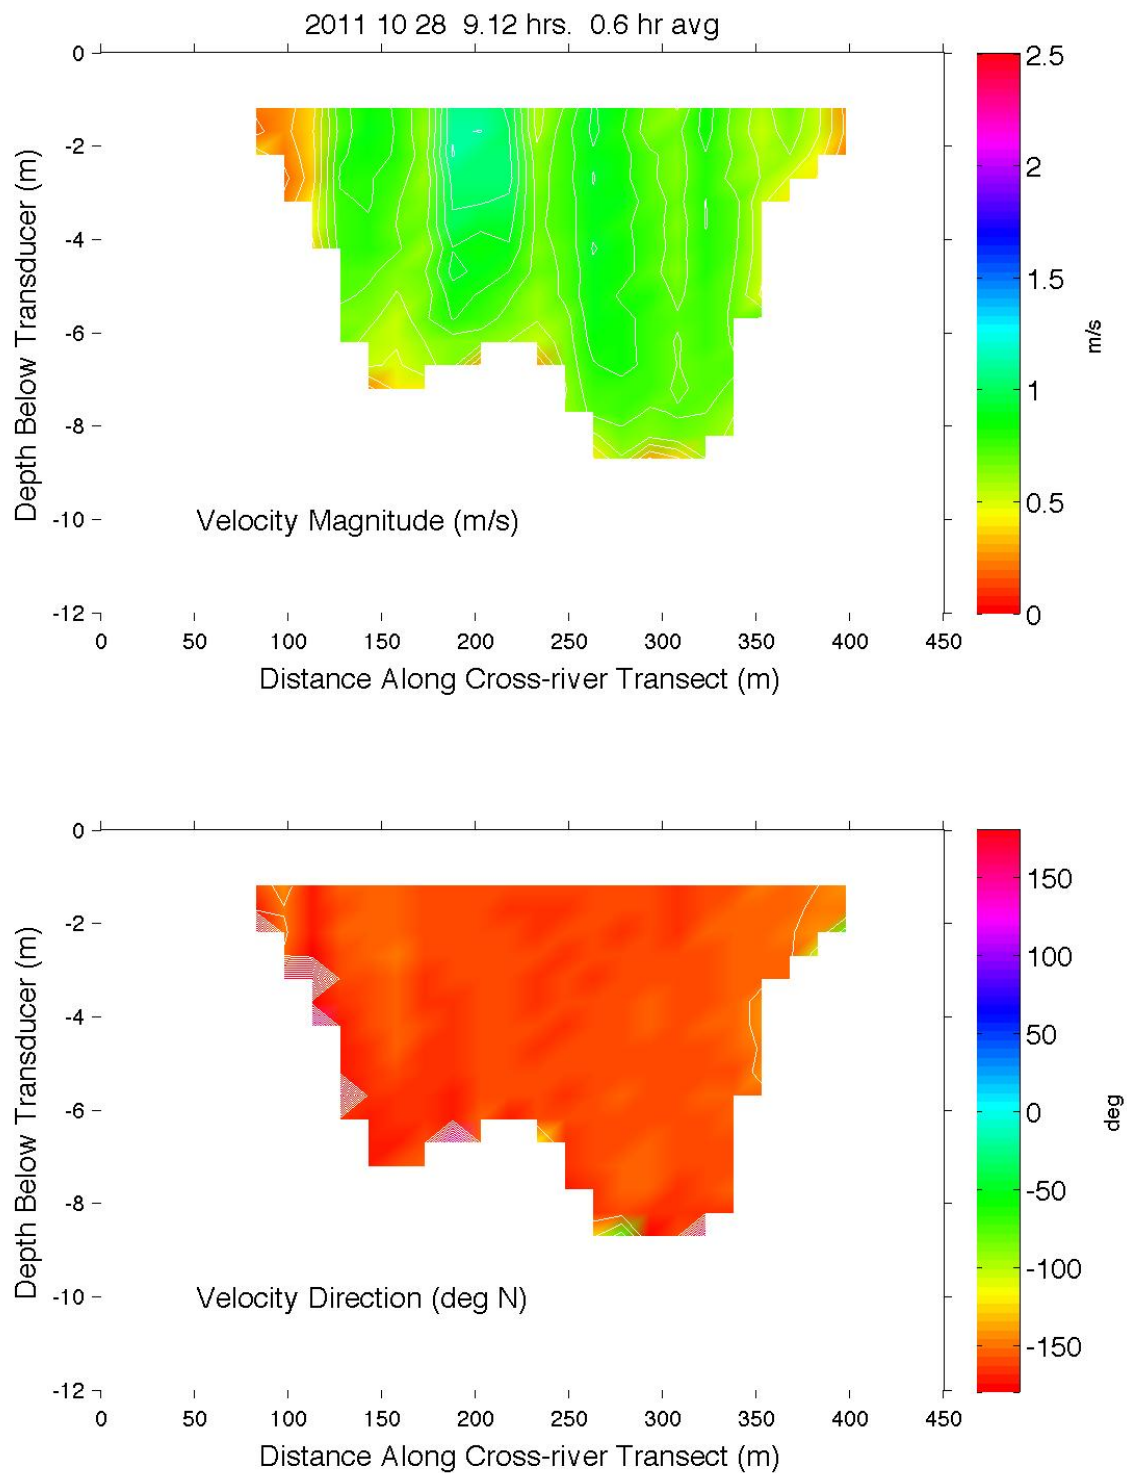 2011 10 28  9.12 hrs.  0.6 hr avg
0
-2
-4
-6
-8
-10
-12
Depth Below Transducer (m)
Velocity Magnitude (m/s)
0 50 100 150 200 250 300 350 400 450
Distance Along Cross-river Transect (m)
2.5
2
1.5
1
0.5
0
m/s
0
-2
-4
-6
-8
-10
-12
Depth Below Transducer (m)
Velocity Direction (deg N)
0 50 100 150 200 250 300 350 400 450
Distance Along Cross-river Transect (m)
150
100
50
0
-50
-100
-150
deg